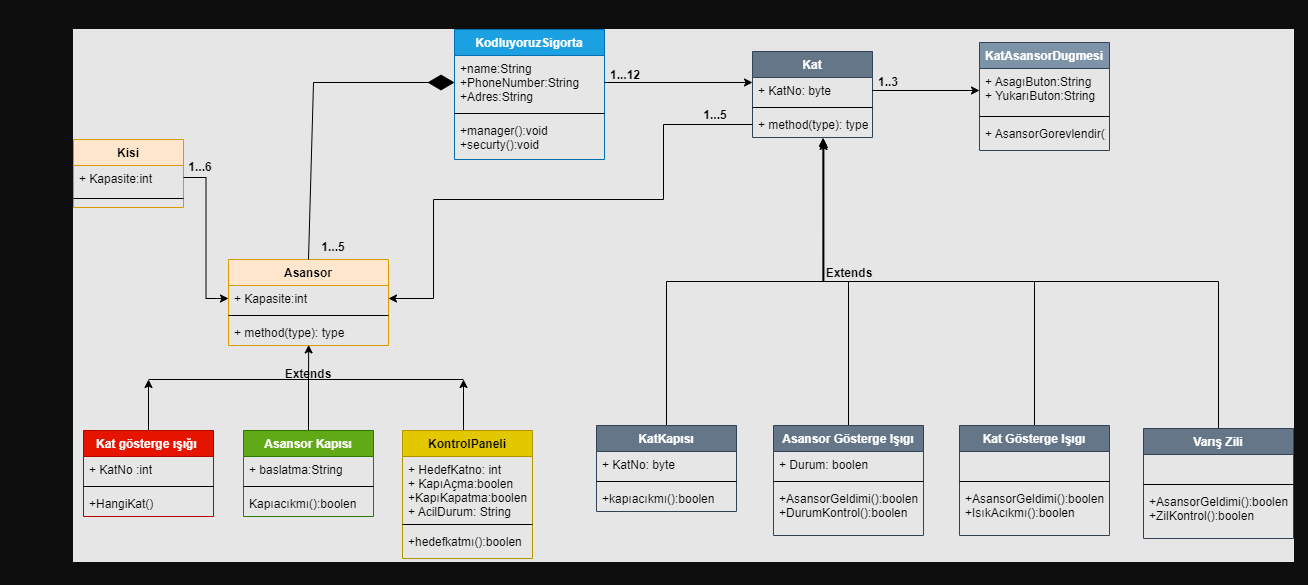 KodluyoruzSigorta
+name:String
+PhoneNumber:String
+Adres:String
+manager():void
+securty():void
1...12
Kat
+ KatNo: byte
+ method(type): type
1..3
KatAsansorDugmesi
+ AsagıButon:String
+ YukarıButon:String
+ AsansorGorevlendir(
1...5
Kisi
+ Kapasite:int
1...6
1...5
Asansor
+ Kapasite:int
+ method(type): type
Extends
Extends
Kat gösterge ışığı
+ KatNo :int
+HangiKat()
Asansor Kapısı
+ baslatma:String
Kapıacıkmı():boolen
KontrolPaneli
+ HedefKatno: int
+ KapıAçma:boolen
+KapıKapatma:boolen
+ AcilDurum: String
+hedefkatmı():boolen
KatKapısı
+ KatNo: byte
+kapıacıkmı():boolen
Asansor Gösterge Işıgı
+ Durum: boolen
+AsansorGeldimi():boolen
+DurumKontrol():boolen
Kat Gösterge Işıgı
+AsansorGeldimi():boolen
+IsıkAcıkmı():boolen
Varış Zili
+AsansorGeldimi():boolen
+ZilKontrol():boolen